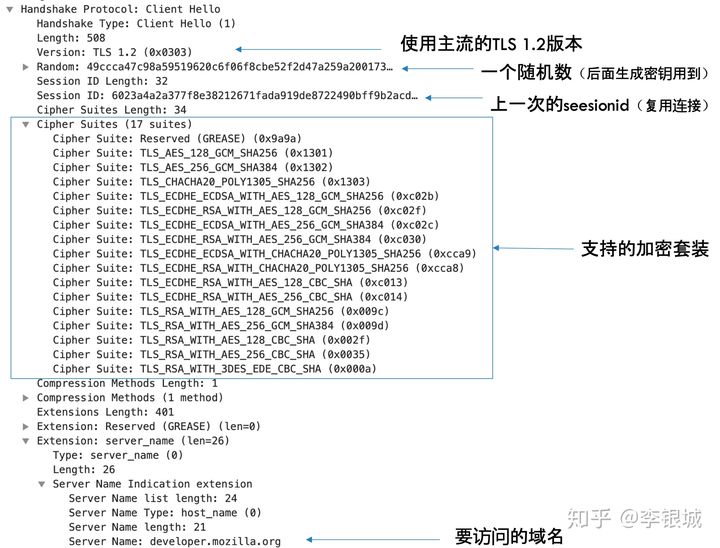 Handshake Protocol: Client Hello
Handshake Type: Client Hello (1)
Length: 508
Version: TLS 1.2 (0x0303)
使用主流的TLS 1.2版本
Random: 49ccca47c98a59519620c6f06f8cbe52f2d47a259a200173…
一个随机数（后面生成密钥用到）
Session ID Length: 32
Session ID: 6023a4a2a377f8e38212671fada919de8722490bff9b2acd…
上一次的seesionid（复用连接）
Cipher Suites Length: 34
Cipher Suites (17 suites)
Cipher Suite: Reserved (GREASE) (0x9a9a)
Cipher Suite: TLS_AES_128_GCM_SHA256 (0x1301)
Cipher Suite: TLS_AES_256_GCM_SHA384 (0x1302)
Cipher Suite: TLS_CHACHA20_POLY1305_SHA256 (0x1303)
Cipher Suite: TLS_ECDHE_ECDSA_WITH_AES_128_GCM_SHA256 (0xc02b)
Cipher Suite: TLS_ECDHE_RSA_WITH_AES_128_GCM_SHA256 (0xc02f)
Cipher Suite: TLS_ECDHE_ECDSA_WITH_AES_256_GCM_SHA384 (0xc02c)
Cipher Suite: TLS_ECDHE_RSA_WITH_AES_256_GCM_SHA384 (0xc030)
Cipher Suite: TLS_ECDHE_ECDSA_WITH_CHACHA20_POLY1305_SHA256 (0xcca9)
Cipher Suite: TLS_ECDHE_RSA_WITH_CHACHA20_POLY1305_SHA256 (0xcca8)
Cipher Suite: TLS_ECDHE_RSA_WITH_AES_128_CBC_SHA (0xc013)
Cipher Suite: TLS_ECDHE_RSA_WITH_AES_256_CBC_SHA (0xc014)
Cipher Suite: TLS_RSA_WITH_AES_128_GCM_SHA256 (0x009c)
Cipher Suite: TLS_RSA_WITH_AES_256_GCM_SHA384 (0x009d)
Cipher Suite: TLS_RSA_WITH_AES_128_CBC_SHA (0x002f)
Cipher Suite: TLS_RSA_WITH_AES_256_CBC_SHA (0x0035)
Cipher Suite: TLS_RSA_WITH_3DES_EDE_CBC_SHA (0x000a)
支持的加密套装
Compression Methods Length: 1
Compression Methods (1 method)
Extensions Length: 401
Extension: Reserved (GREASE) (len=0)
Extension: server_name (len=26)
Type: server_name (0)
Length: 26
Server Name Indication extension
Server Name list length: 24
Server Name Type: host_name (0)
Server Name length: 21
Server Name: developer.mozilla.org
要访问的域名
知乎 @李银城